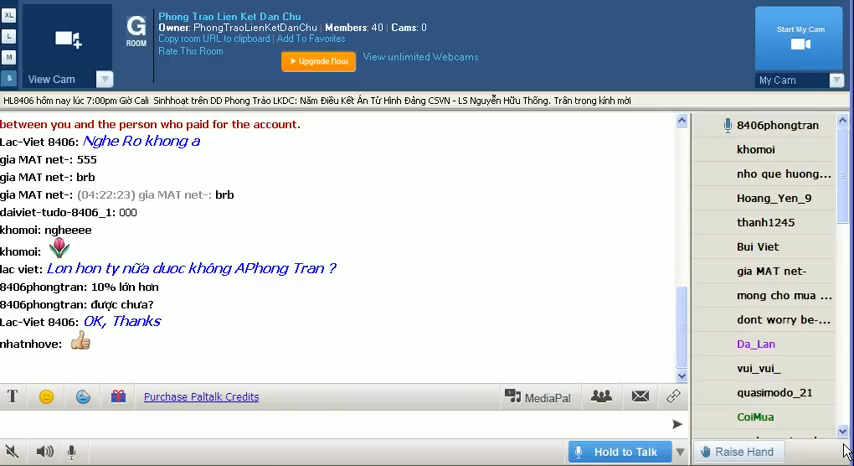 XL
L
M
S
View Cam
G
ROOM
Phong Trao Lien Ket Dan Chu
Owner: PhongTraoLienKetDanChu | Members: 40 | Cams: 0
Copy room URL to clipboard | Add To Favorites
Rate This Room
Upgrade Now
View unlimited Webcams
Start My Cam
My Cam
HL8406 hôm nay lúc 7:00pm Giờ Cali Sinhhoạt trên DD Phong Trào LKDC: Năm Điều Kết Án Tử Hình Đảng CSVN - LS Nguyễn Hữu Thống. Trân trọng kính mời
between you and the person who paid for the account.
Lac-Viet 8406: Nghe Ro khong a
gia MAT net-: 555
gia MAT net-: brb
gia MAT net-: (04:22:23) gia MAT net-: brb
daiviet-tudo-8406_1: 000
khomoi: ngheeee
khomoi:
lac viet: Lon hon ty nữa duoc không APhong Tran ?
8406phongtran: 10% lớn hơn
8406phongtran: được chưa?
Lac-Viet 8406: OK, Thanks
nhatnhove:
T
Purchase Paltalk Credits
MediaPal
Hold to Talk
8406phongtran
khomoi
nho que huong...
Hoang_Yen_9
thanh1245
Bui Viet
gia MAT net-
mong cho mua ...
dont worry be-...
Da_Lan
vui_vui_
quasimodo_21
CoiMua
Raise Hand